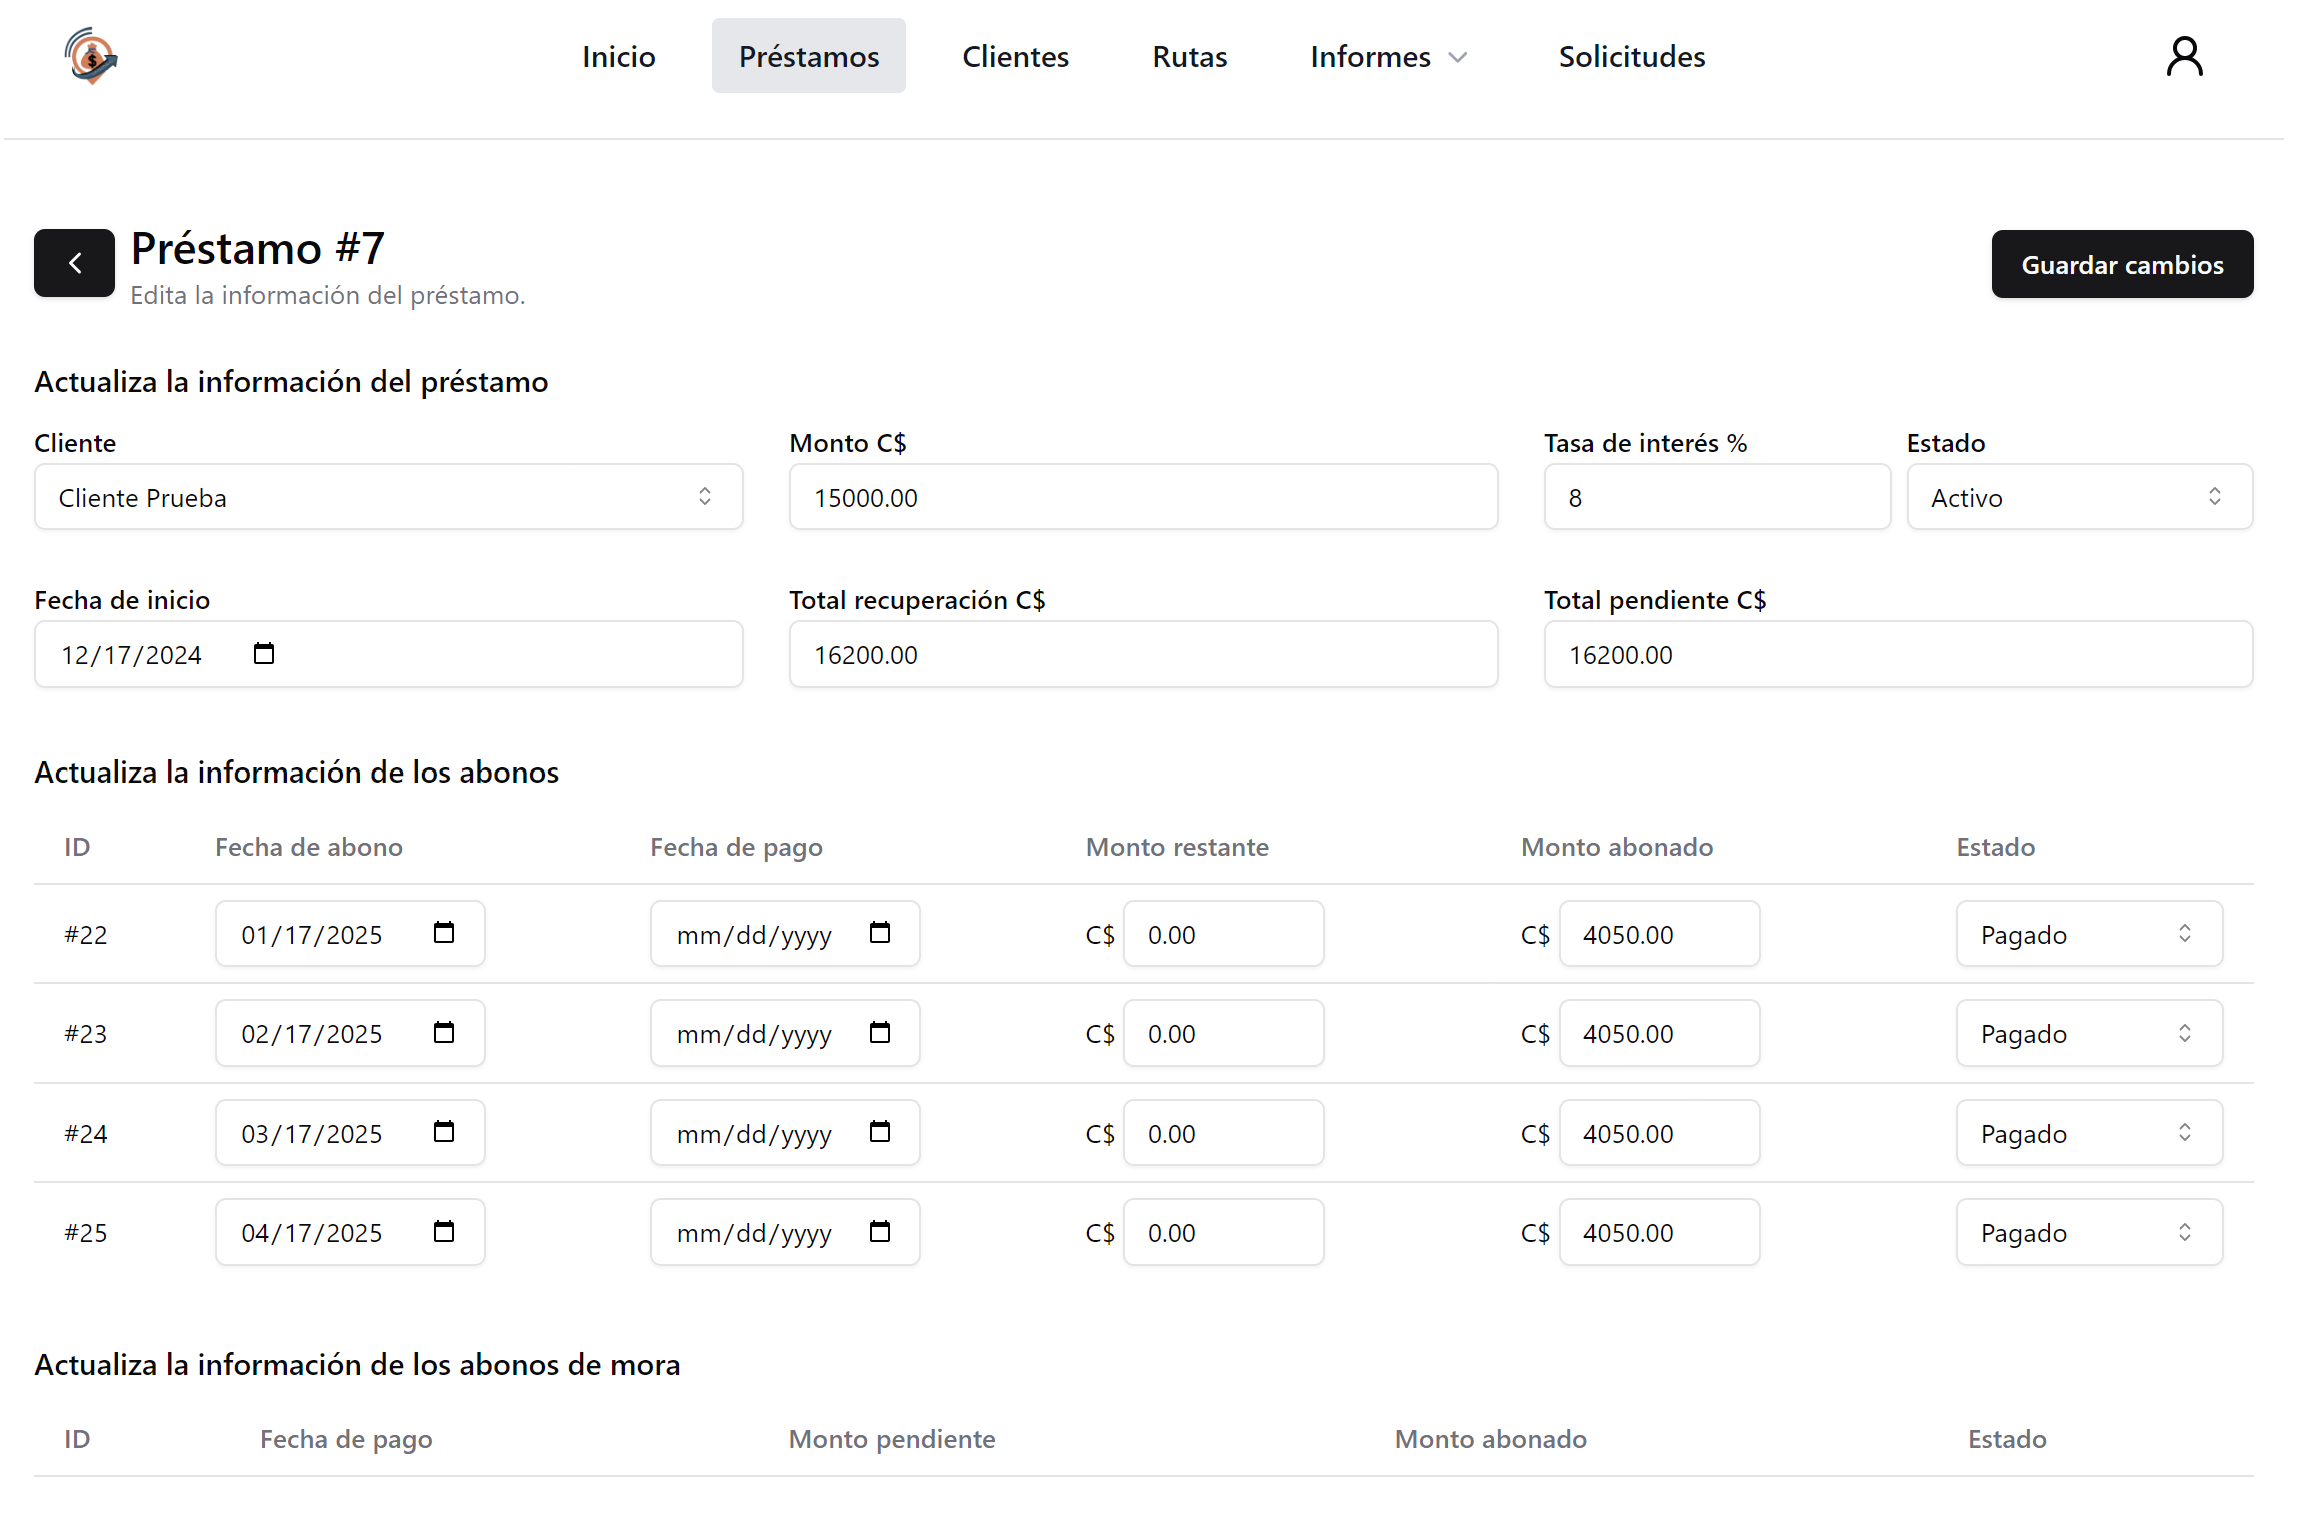 Inicio Préstamos Clientes Rutas Informes Solicitudes
Préstamo #7
Edita la información del préstamo.
Guardar cambios
Actualiza la información del préstamo
Cliente Monto C$ Tasa de interés % Estado
Cliente Prueba 15000.00 8 Activo
Fecha de inicio Total recuperación C$ Total pendiente C$
12/17/2024 16200.00 16200.00
Actualiza la información de los abonos
ID Fecha de abono Fecha de pago Monto restante Monto abonado Estado
#22 01/17/2025 mm/dd/yyyy C$ 0.00 C$ 4050.00 Pagado
#23 02/17/2025 mm/dd/yyyy C$ 0.00 C$ 4050.00 Pagado
#24 03/17/2025 mm/dd/yyyy C$ 0.00 C$ 4050.00 Pagado
#25 04/17/2025 mm/dd/yyyy C$ 0.00 C$ 4050.00 Pagado
Actualiza la información de los abonos de mora
ID Fecha de pago Monto pendiente Monto abonado Estado